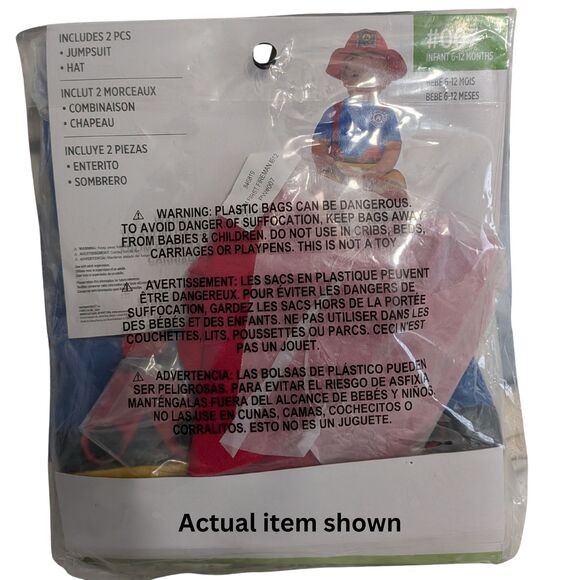 INCLUDES 2 PCS
• JUMPSUIT
• HAT
INCLUT 2 MORCEAUX
• COMBINAISON
• CHAPEAU
INCLUYE 2 PIEZAS
• ENTERITO
• SOMBRERO
INFANT 6-12 MONTHS
BÉBÉ 6-12 MOIS
BEBE 6-12 MESES
840819
WARNING: PLASTIC BAGS CAN BE DANGEROUS.
TO AVOID DANGER OF SUFFOCATION, KEEP BAGS AWAY
FROM BABIES & CHILDREN. DO NOT USE IN CRIBS, BEDS,
CARRIAGES OR PLAYPENS. THIS IS NOT A TOY
AVERTISSEMENT: LES SACS EN PLASTIQUE PEUVENT
ÊTRE DANGEREUX. POUR ÉVITER LES DANGERS DE
SUFFOCATION, GARDEZ LES SACS HORS DE LA PORTÉE
DES BÉBÉS ET DES ENFANTS. NE PAS UTILISER DANS LES
COUCHETTES, LITS, POUSSETTES OU PARCS. CECI N'EST
PAS UN JOUET.
ADVERTENCIA: LAS BOLSAS DE PLÁSTICO PUEDEN
SER PELIGROSAS. PARA EVITAR EL RIESGO DE ASFIXIA
MANTÉNGALAS FUERA DEL ALCANCE DE BEBÉS Y NIÑOS.
NO LAS USE EN CUNAS, CAMAS, COCHECITOS O
CORRALITOS. ESTO NO ES UN JUGUETE.
Actual item shown